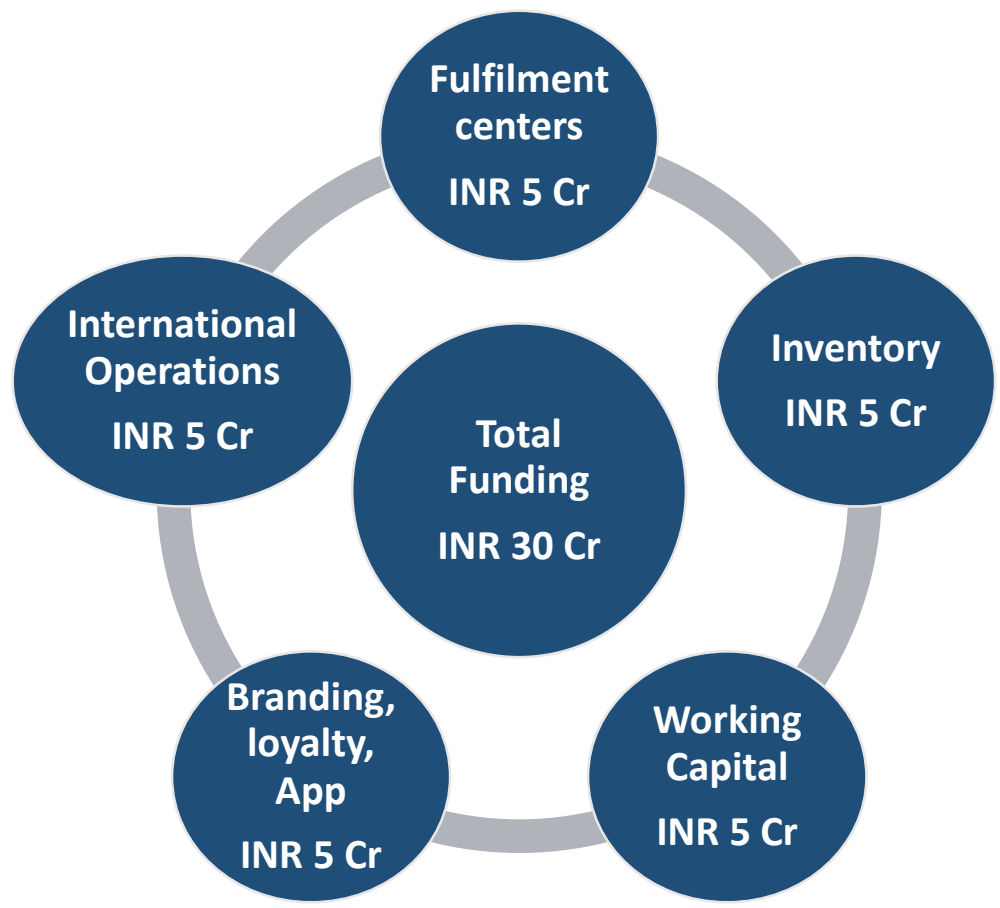 Fulfilment
centers
INR 5 Cr
International
Operations
INR 5 Cr
Inventory
INR 5 Cr
Total
Funding
INR 30 Cr
Branding,
loyalty,
App
INR 5 Cr
Working
Capital
INR 5 Cr